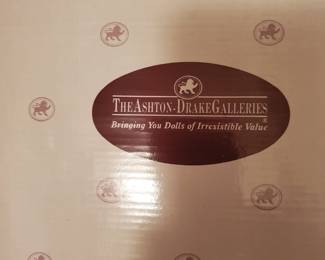 THE ASHTON-DRAKE GALLERIES
Bringing You Dolls of Irresistible Value
®